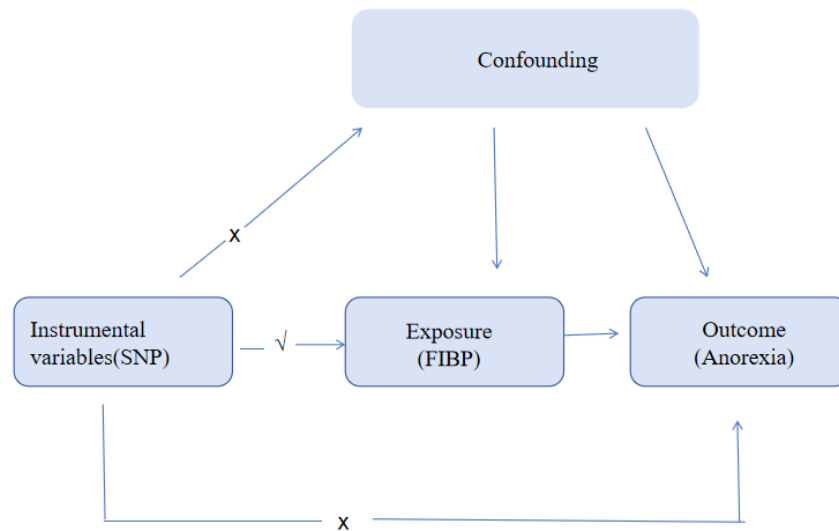 Confounding
x
Instrumental
variables(SNP)
√
Exposure
(FIBP)
Outcome
(Anorexia)
x